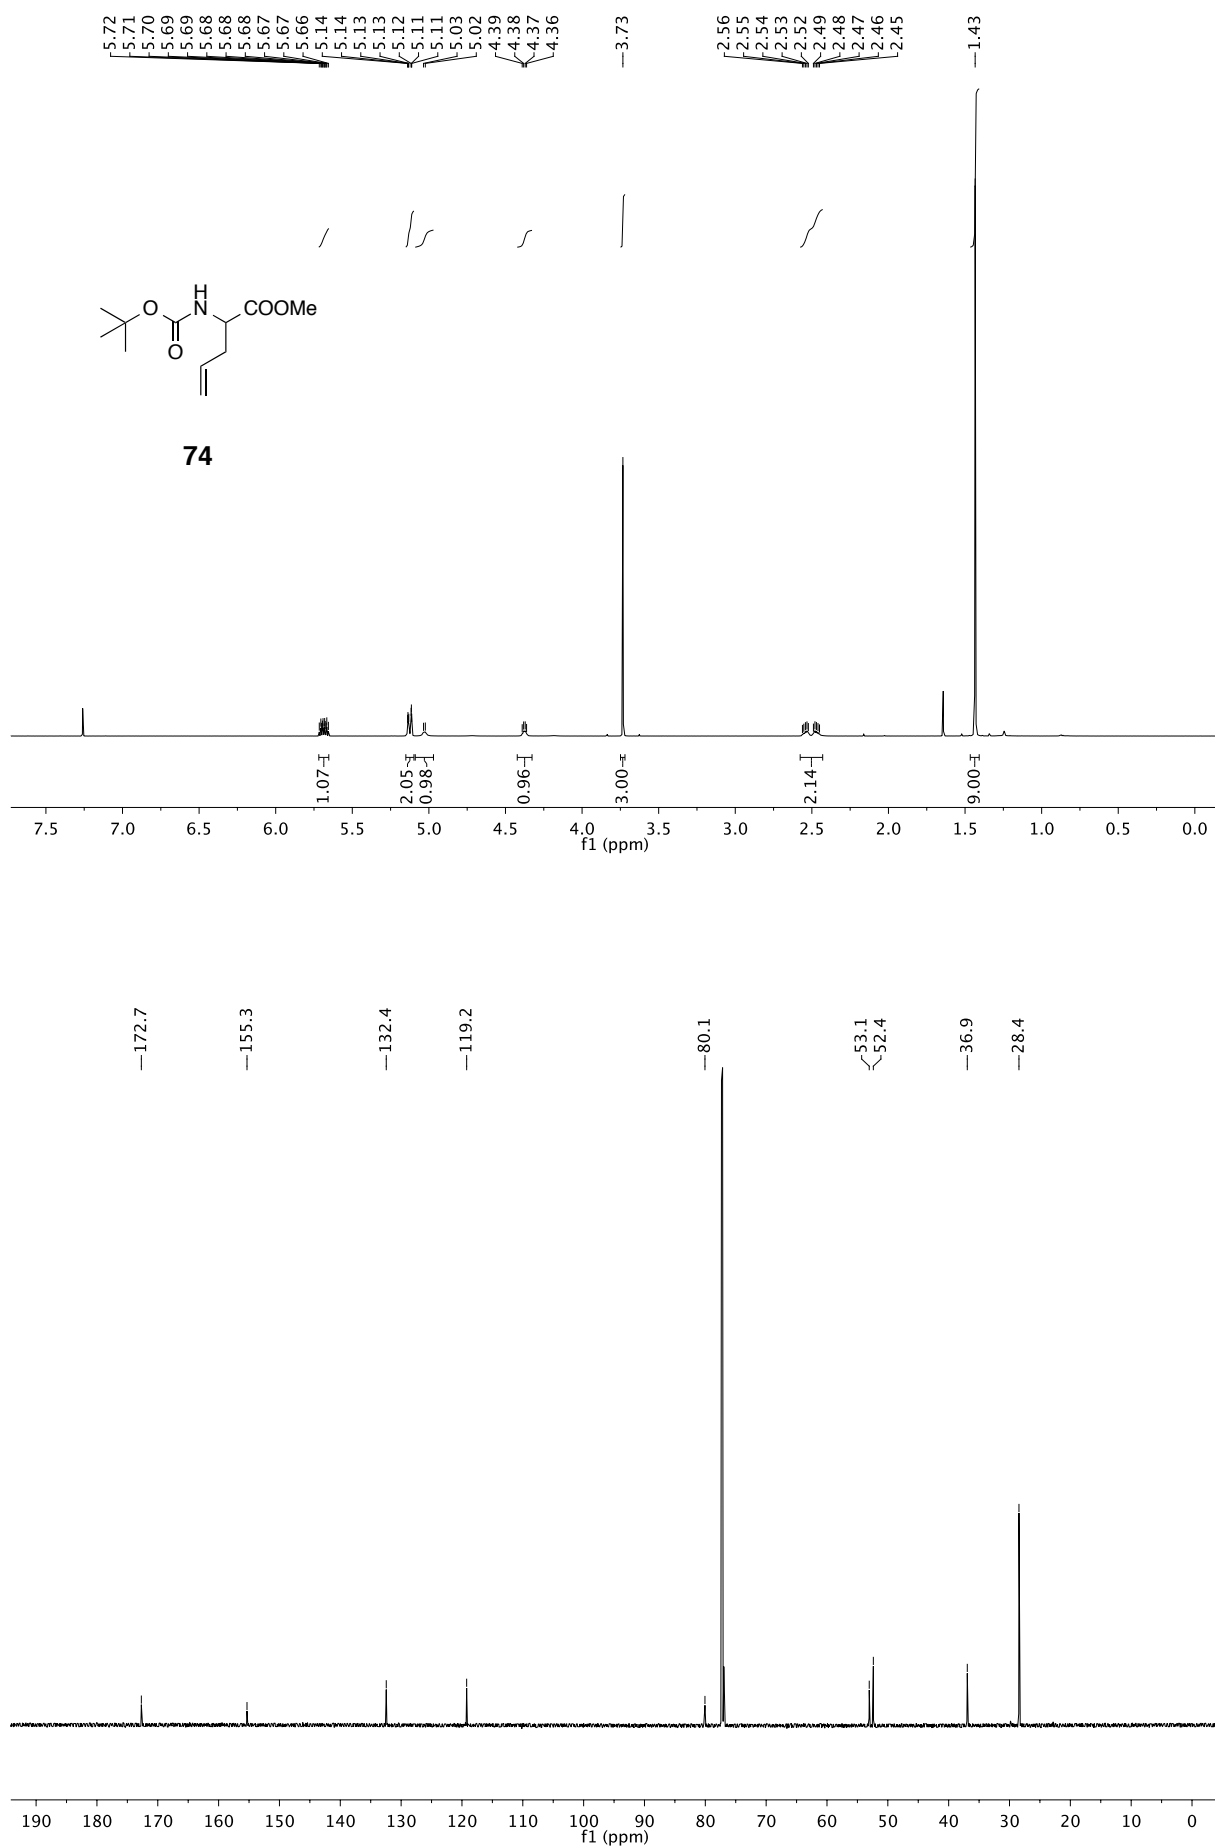 5.72 5.71 5.70 5.69 5.69 5.68 5.68 5.68 5.67 5.67 5.66 5.14 5.14 5.13 5.13 5.12 5.11 5.11 5.03 5.02 4.39 4.38 4.37 4.36 3.73 2.56 2.55 2.54 2.53 2.52 2.49 2.48 2.47 2.46 2.45 1.43
H
O N COOMe
O
74
1.07 2.05 0.98 0.96 3.00 2.14 9.00
7.5 7.0 6.5 6.0 5.5 5.0 4.5 4.0 3.5 3.0 2.5 2.0 1.5 1.0 0.5 0.0
f1 (ppm)
172.7 155.3 132.4 119.2 80.1 53.1 52.4 36.9 28.4
190 180 170 160 150 140 130 120 110 100 90 80 70 60 50 40 30 20 10 0
f1 (ppm)